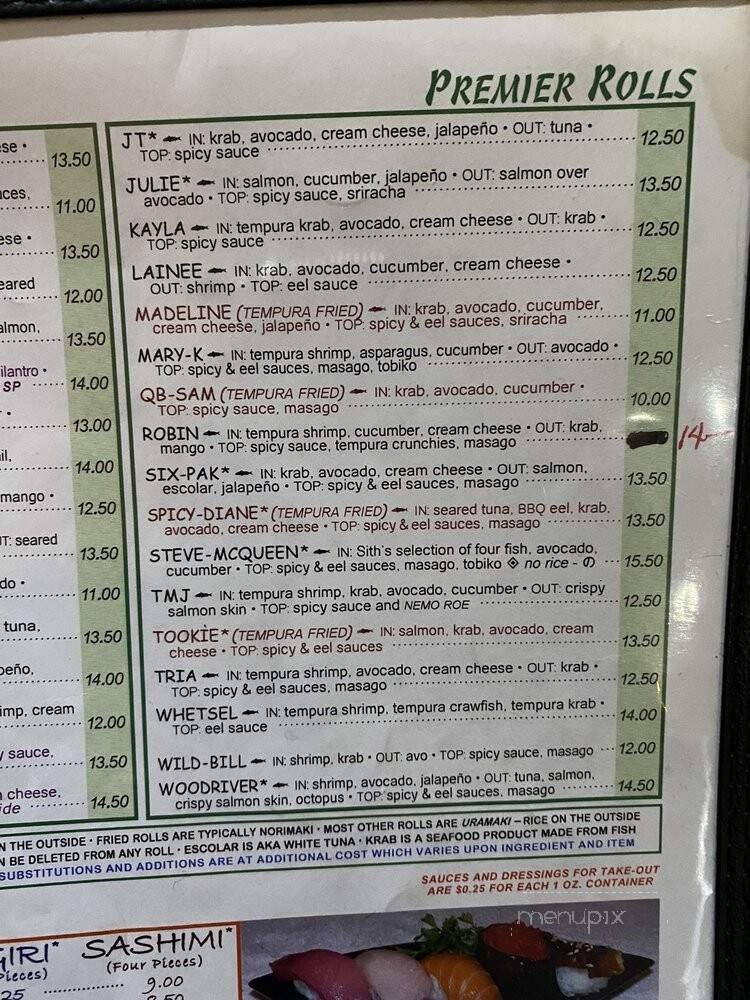 PREMIER ROLLS
JT* IN: krab, avocado, cream cheese, jalapeño • OUT: tuna •
TOP: spicy sauce 12.50
JULIE* IN: salmon, cucumber, jalapeño • OUT: salmon over
avocado • TOP: spicy sauce, sriracha 13.50
KAYLA IN: tempura krab, avocado, cream cheese • OUT: krab •
TOP: spicy sauce 12.50
LAINEE IN: krab, avocado, cucumber, cream cheese •
OUT: shrimp • TOP: eel sauce 12.50
MADELINE (TEMPURA FRIED) IN: krab, avocado, cucumber,
cream cheese, jalapeño • TOP: spicy & eel sauces, sriracha 11.00
MARY-K IN: tempura shrimp, asparagus, cucumber • OUT: avocado •
TOP: spicy & eel sauces, masago, tobiko 12.50
QB-SAM (TEMPURA FRIED) IN: krab, avocado, cucumber •
TOP: spicy sauce, masago 10.00
ROBIN IN: tempura shrimp, cucumber, cream cheese • OUT: krab,
mango • TOP: spicy sauce, tempura crunchies, masago 14
SIX-PAK* IN: krab, avocado, cream cheese • OUT: salmon,
escolar, jalapeño • TOP: spicy & eel sauces, masago 13.50
SPICY-DIANE* (TEMPURA FRIED) IN: seared tuna, BBQ eel, krab,
avocado, cream cheese • TOP: spicy & eel sauces, masago 13.50
STEVE-MCQUEEN* IN: Sith's selection of four fish, avocado,
cucumber • TOP: spicy & eel sauces, masago, tobiko no rice - の 15.50
TMJ IN: tempura shrimp, krab, avocado, cucumber • OUT: crispy
salmon skin • TOP: spicy sauce and NEMO ROE 12.50
TOOKIE* (TEMPURA FRIED) IN: salmon, krab, avocado, cream
cheese • TOP: spicy & eel sauces 13.50
TRIA IN: tempura shrimp, avocado, cream cheese • OUT: krab •
TOP: spicy & eel sauces, masago 12.50
WHETSEL IN: tempura shrimp, tempura crawfish, tempura krab •
TOP: eel sauce 14.00
WILD-BILL IN: shrimp, krab • OUT: avo • TOP: spicy sauce, masago 12.00
WOODRIVER* IN: shrimp, avocado, jalapeño • OUT: tuna, salmon,
crispy salmon skin, octopus • TOP: spicy & eel sauces, masago 14.50
13.50
11.00
13.50
eared
12.00
almon,
13.50
ilantro •
SP 14.00
13.00
14.00
mango •
12.50
UT: seared
13.50
do •
11.00
tuna,
13.50
peño,
14.00
imp, cream
12.00
y sauce,
13.50
cheese,
14.50
N THE OUTSIDE • FRIED ROLLS ARE TYPICALLY NORIMAKI • MOST OTHER ROLLS ARE URAMAKI – RICE ON THE OUTSIDE
N BE DELETED FROM ANY ROLL • ESCOLAR IS AKA WHITE TUNA • KRAB IS A SEAFOOD PRODUCT MADE FROM FISH
SUBSTITUTIONS AND ADDITIONS ARE AT ADDITIONAL COST WHICH VARIES UPON INGREDIENT AND ITEM
SAUCES AND DRESSINGS FOR TAKE-OUT
ARE $0.25 FOR EACH 1 OZ. CONTAINER
menupix
GIRI* SASHIMI*
(Four Pieces)
9.00